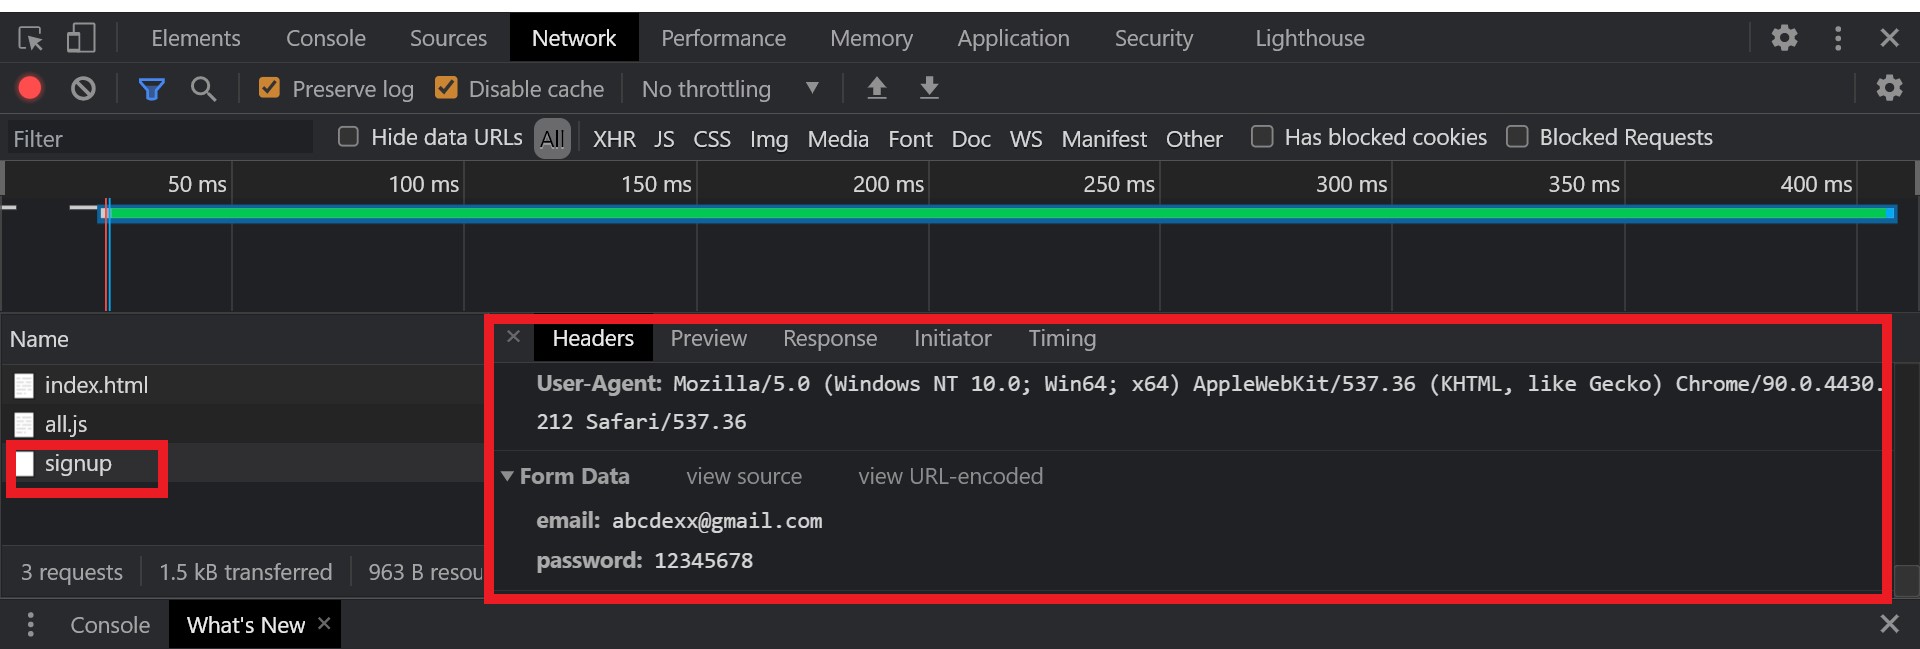 Elements Console Sources Network Performance Memory Application Security Lighthouse
Preserve log Disable cache No throttling
Filter Hide data URLs All XHR JS CSS Img Media Font Doc WS Manifest Other Has blocked cookies Blocked Requests
50 ms 100 ms 150 ms 200 ms 250 ms 300 ms 350 ms 400 ms
Name
index.html
all.js
signup
3 requests 1.5 kB transferred 963 B resou
Headers Preview Response Initiator Timing
User-Agent: Mozilla/5.0 (Windows NT 10.0; Win64; x64) AppleWebKit/537.36 (KHTML, like Gecko) Chrome/90.0.4430.
212 Safari/537.36
Form Data view source view URL-encoded
email: abcdexx@gmail.com
password: 12345678
Console What's New